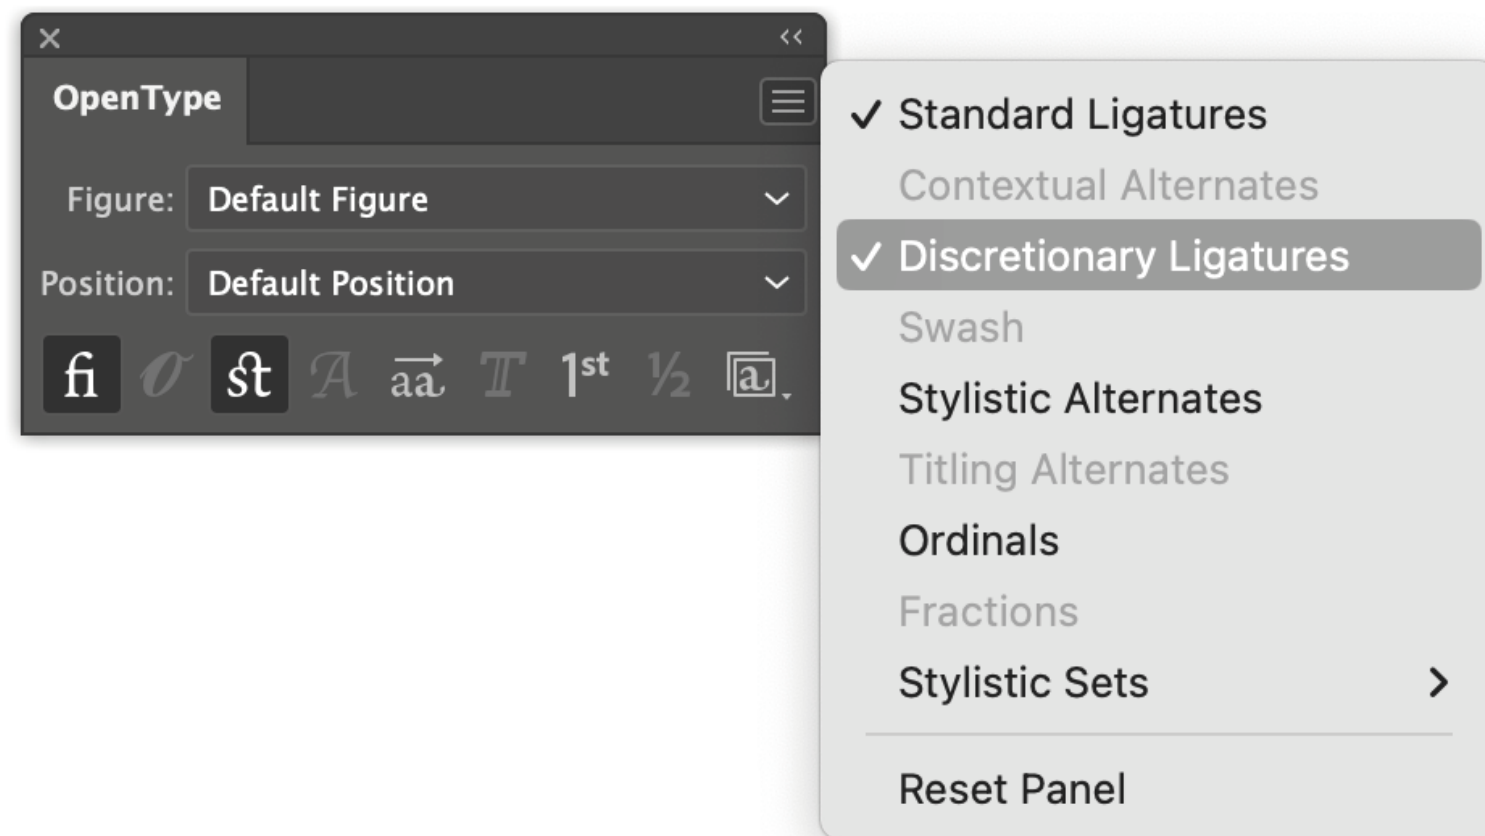 OpenType
Figure: Default Figure
Position: Default Position
fi O st A aa T 1st ½ a
✓ Standard Ligatures
Contextual Alternates
✓ Discretionary Ligatures
Swash
Stylistic Alternates
Titling Alternates
Ordinals
Fractions
Stylistic Sets
Reset Panel